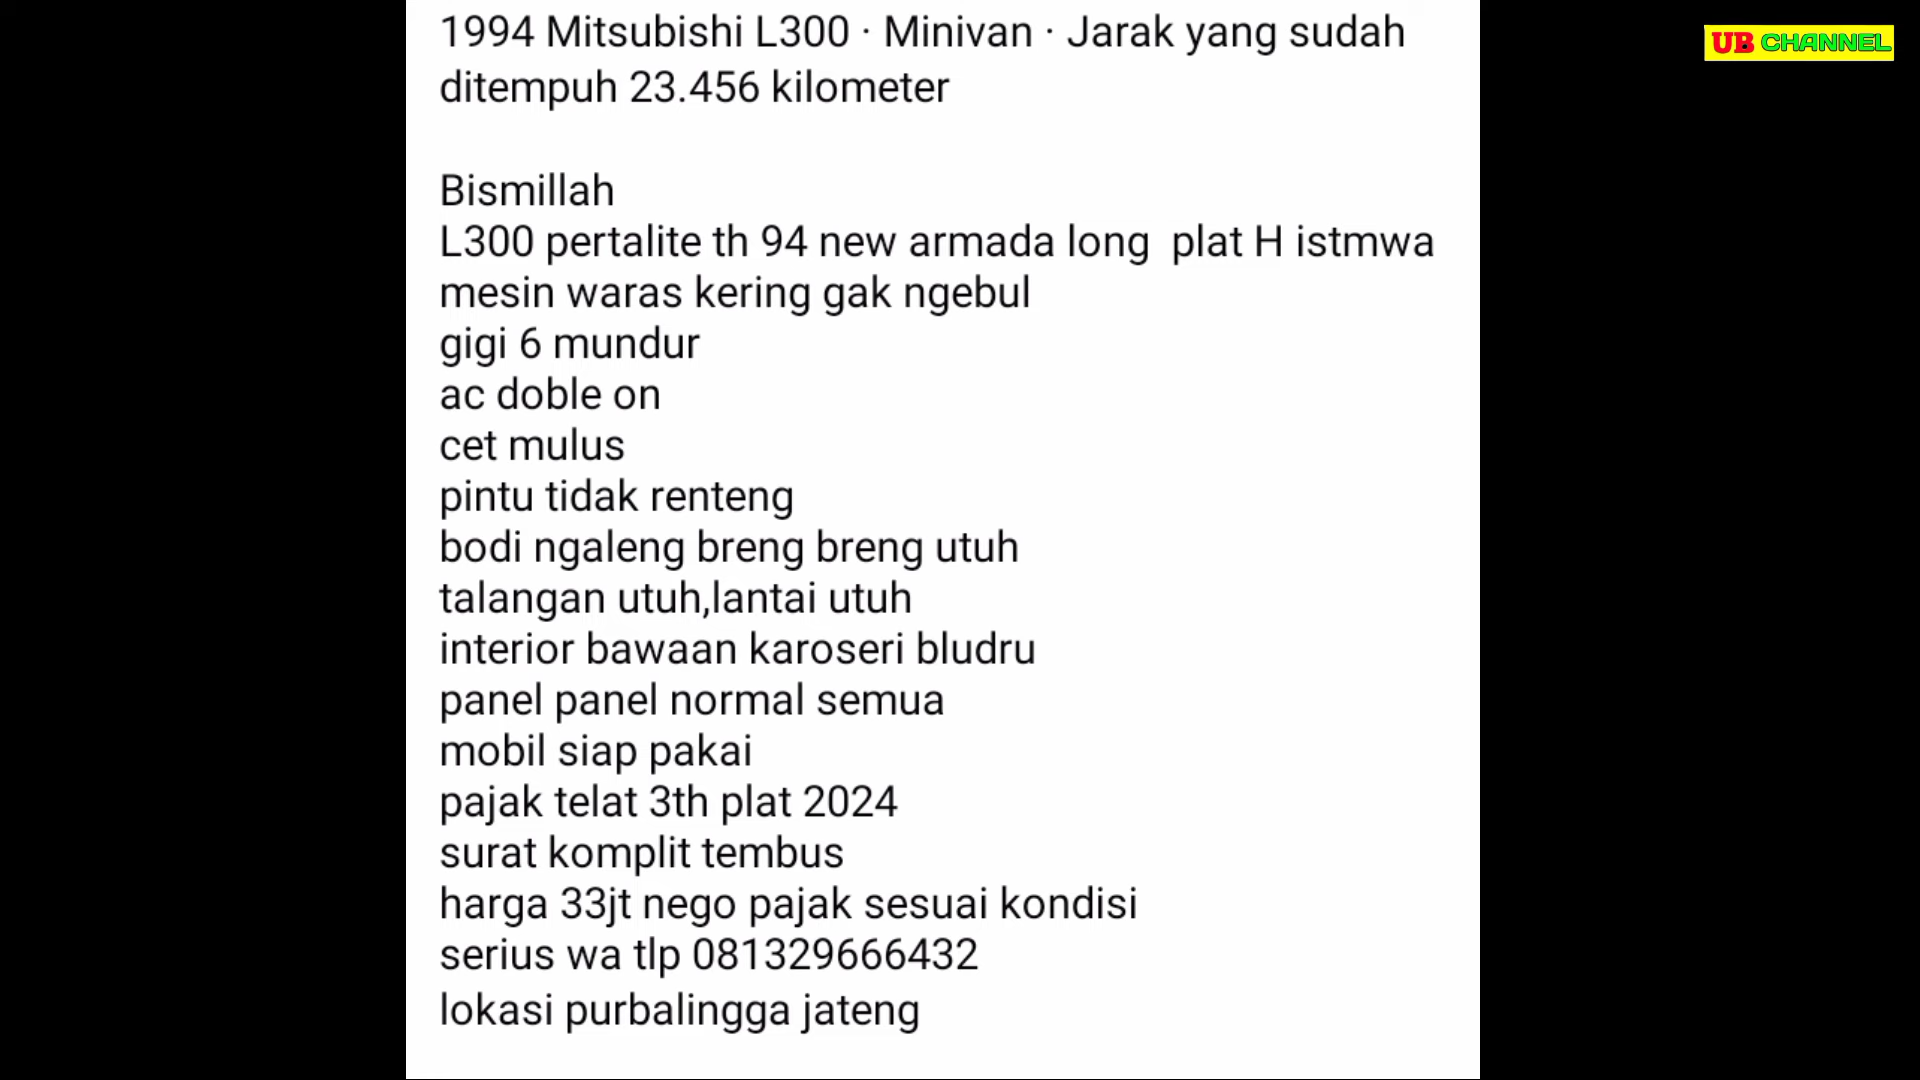 1994 Mitsubishi L300 · Minivan · Jarak yang sudah
ditempuh 23.456 kilometer
UB CHANNEL
Bismillah
L300 pertalite th 94 new armada long  plat H istmwa
mesin waras kering gak ngebul
gigi 6 mundur
ac doble on
cet mulus
pintu tidak renteng
bodi ngaleng breng breng utuh
talangan utuh,lantai utuh
interior bawaan karoseri bludru
panel panel normal semua
mobil siap pakai
pajak telat 3th plat 2024
surat komplit tembus
harga 33jt nego pajak sesuai kondisi
serius wa tlp 081329666432
lokasi purbalingga jateng